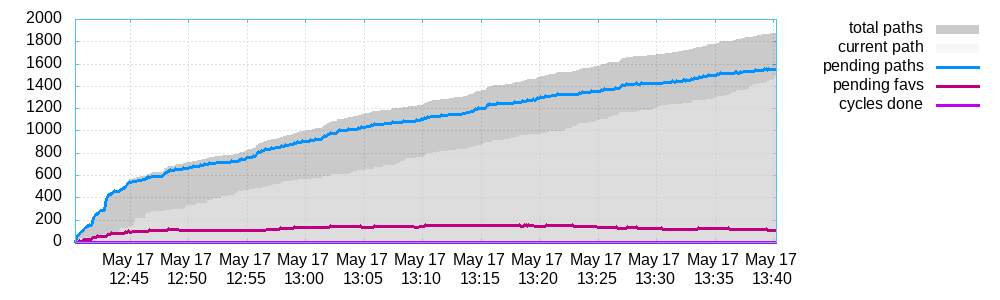 2000
1800
1600
1400
1200
1000
800
600
400
200
0
May 17 May 17 May 17 May 17 May 17 May 17 May 17 May 17 May 17 May 17 May 17 May 17
12:45 12:50 12:55 13:00 13:05 13:10 13:15 13:20 13:25 13:30 13:35 13:40
total paths
current path
pending paths
pending favs
cycles done